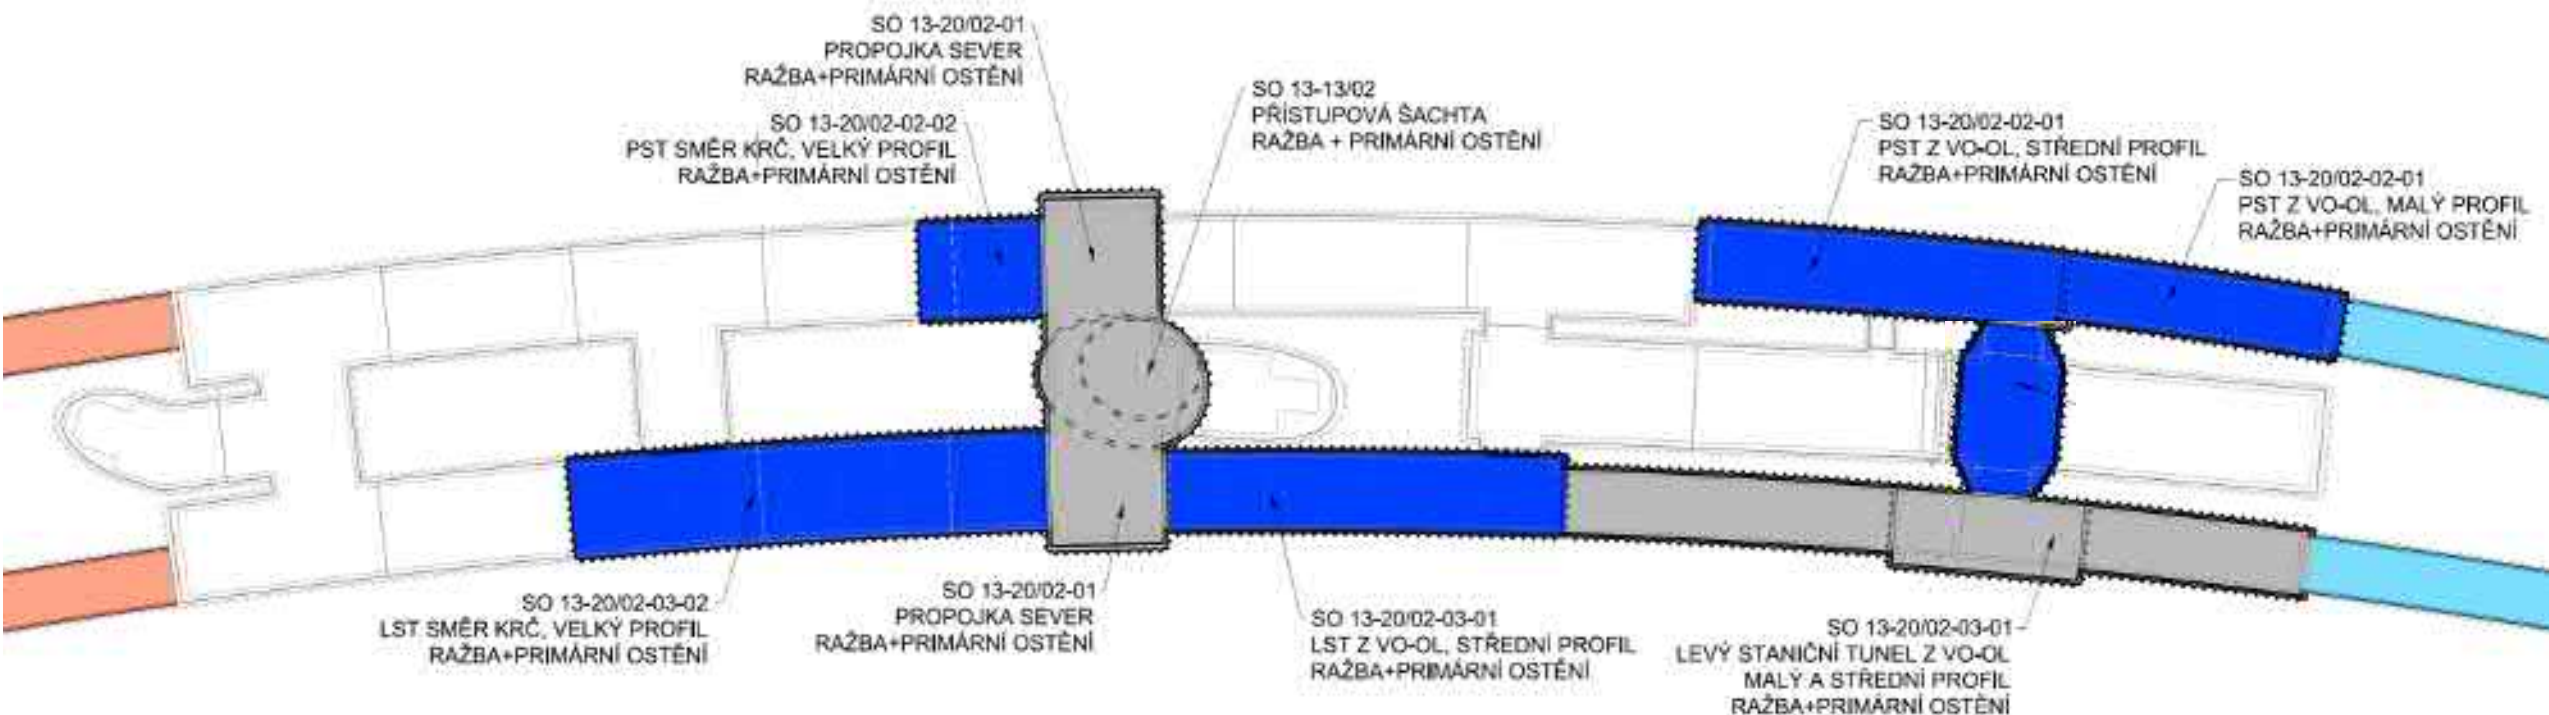 SO 13-20/02-01
PROPOJKA SEVER
RAŽBA+PRIMÁRNÍ OSTĚNÍ
SO 13-20/02-02-02
PST SMĚR KRČ, VELKÝ PROFIL
RAŽBA+PRIMÁRNÍ OSTĚNÍ
SO 13-13/02
PŘÍSTUPOVÁ ŠACHTA
RAŽBA + PRIMÁRNÍ OSTĚNÍ
SO 13-20/02-02-01
PST Z VO-OL, STŘEDNÍ PROFIL
RAŽBA+PRIMÁRNÍ OSTĚNÍ
SO 13-20/02-02-01
PST Z VO-OL, MALÝ PROFIL
RAŽBA+PRIMÁRNÍ OSTĚNÍ
SO 13-20/02-03-02
LST SMĚR KRČ, VELKÝ PROFIL
RAŽBA+PRIMÁRNÍ OSTĚNÍ
SO 13-20/02-01
PROPOJKA SEVER
RAŽBA+PRIMÁRNÍ OSTĚNÍ
SO 13-20/02-03-01
LST Z VO-OL, STŘEDNÍ PROFIL
RAŽBA+PRIMÁRNÍ OSTĚNÍ
SO 13-20/02-03-01
LEVÝ STANIČNÍ TUNEL Z VO-OL
MALÝ A STŘEDNÍ PROFIL
RAŽBA+PRIMÁRNÍ OSTĚNÍ